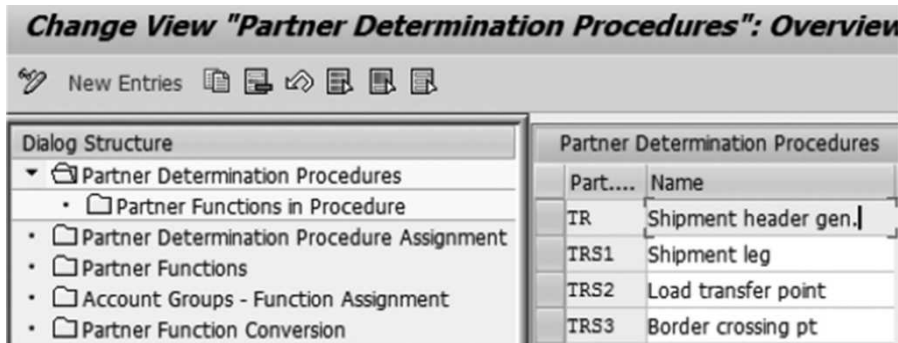 Change View "Partner Determination Procedures": Overview
New Entries
Dialog Structure
Partner Determination Procedures
Partner Functions in Procedure
Partner Determination Procedure Assignment
Partner Functions
Account Groups - Function Assignment
Partner Function Conversion
Partner Determination Procedures
Part.... Name
TR Shipment header gen.
TRS1 Shipment leg
TRS2 Load transfer point
TRS3 Border crossing pt